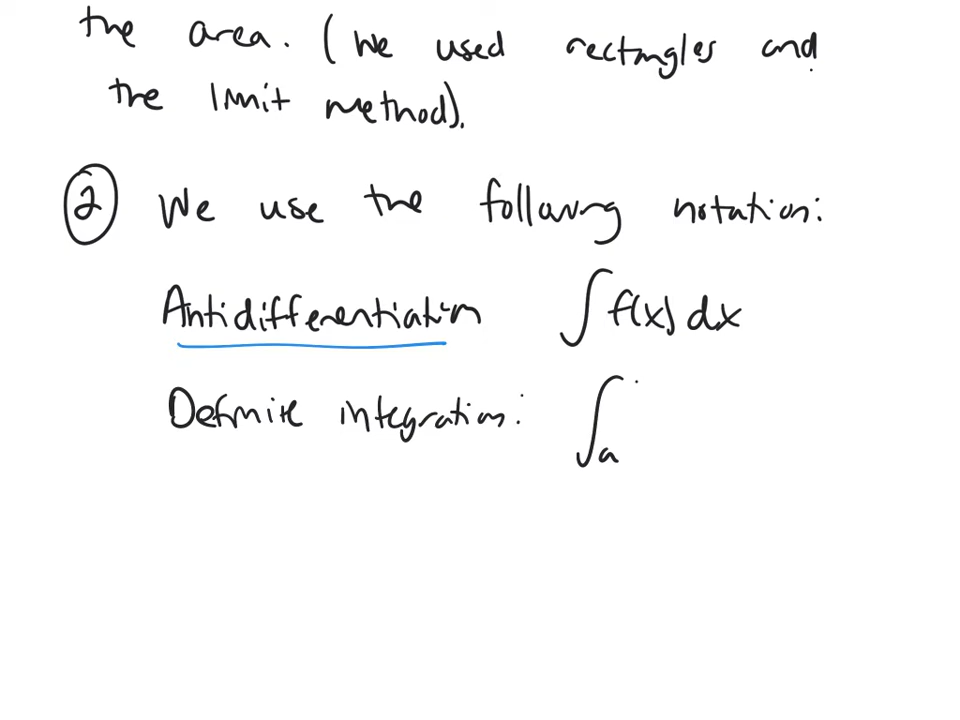 the area. (We used rectangles and
the limit method).
② We use the following notation:
Antidifferentiation ∫ f(x) dx
Definite integration: ∫a